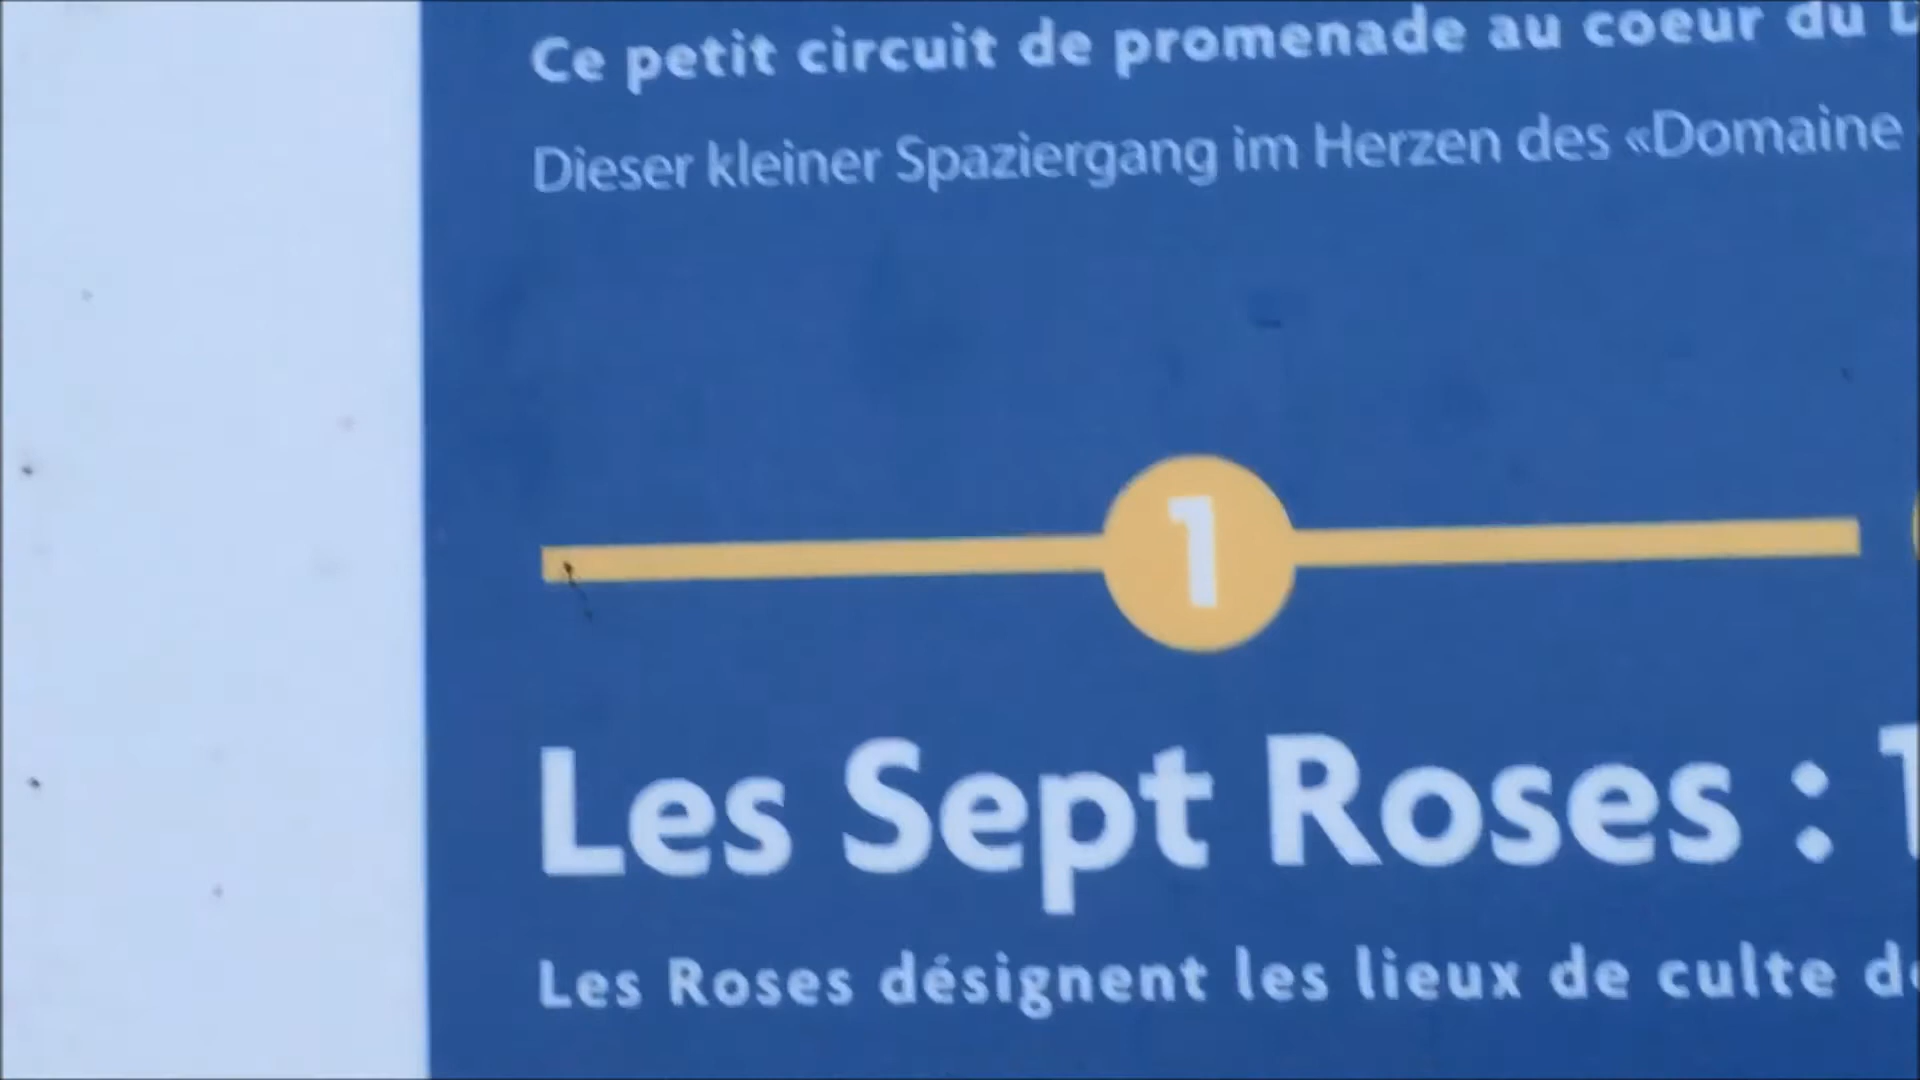 Ce petit circuit de promenade au coeur du
Dieser kleiner Spaziergang im Herzen des «Domaine
1
Les Sept Roses :
Les Roses désignent les lieux de culte